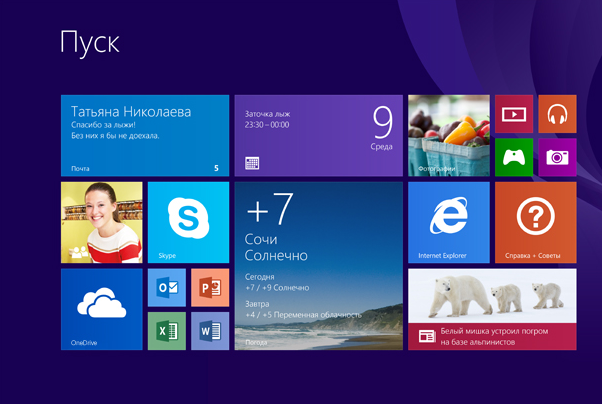 Пуск
Татьяна Николаева
Спасибо за лыжи!
Без них я бы не доехала.
Почта
5
Заточка лыж
23:30 – 00:00
9
Среда
Фотографии
Skype
+7
Сочи
Солнечно
Сегодня
+7 / +9 Солнечно
Завтра
+4 / +5 Переменная облачность
Погода
Internet Explorer
Справка + Советы
OneDrive
Белый мишка устроил погром
на базе альпинистов